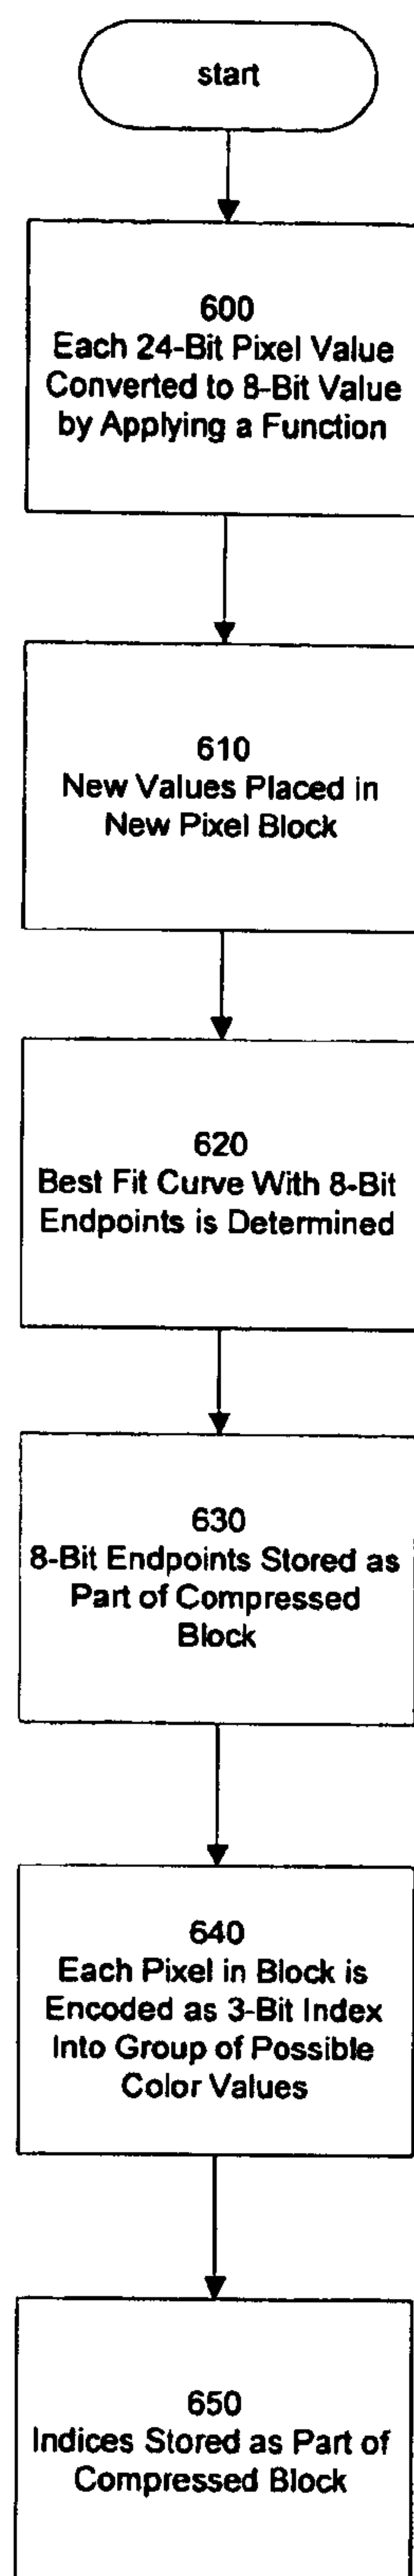 start
600
Each 24-Bit Pixel Value
Converted to 8-Bit Value
by Applying a Function
610
New Values Placed in
New Pixel Block
620
Best Fit Curve With 8-Bit
Endpoints is Determined
630
8-Bit Endpoints Stored as
Part of Compressed
Block
640
Each Pixel in Block is
Encoded as 3-Bit Index
Into Group of Possible
Color Values
650
Indices Stored as Part of
Compressed Block